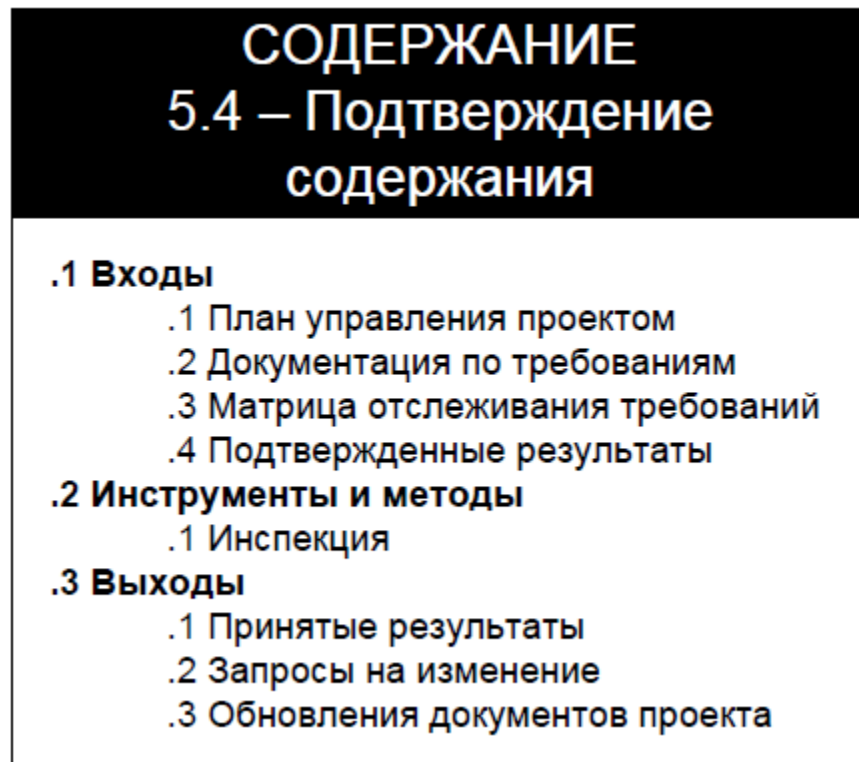 СОДЕРЖАНИЕ
5.4 – Подтверждение
содержания
.1 Входы
.1 План управления проектом
.2 Документация по требованиям
.3 Матрица отслеживания требований
.4 Подтвержденные результаты
.2 Инструменты и методы
.1 Инспекция
.3 Выходы
.1 Принятые результаты
.2 Запросы на изменение
.3 Обновления документов проекта